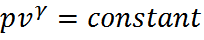 pv^γ = constant